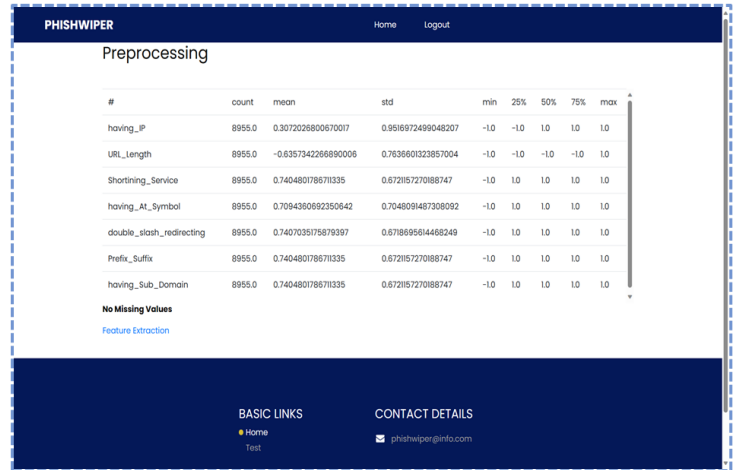 PHISHWIPER Home Logout
Preprocessing
# count mean std min 25% 50% 75% max
having_IP 8955.0 0.3072026800670017 0.9516972499048207 -1.0 -1.0 1.0 1.0 1.0
URL_Length 8955.0 -0.6357342266890006 0.7636601323857004 -1.0 -1.0 -1.0 -1.0 1.0
Shortining_Service 8955.0 0.7404801786711335 0.6721157270188747 -1.0 1.0 1.0 1.0 1.0
having_At_Symbol 8955.0 0.7094360692350642 0.7048091487308092 -1.0 1.0 1.0 1.0 1.0
double_slash_redirecting 8955.0 0.7407035175879397 0.6718695614468249 -1.0 1.0 1.0 1.0 1.0
Prefix_Suffix 8955.0 0.7404801786711335 0.6721157270188747 -1.0 1.0 1.0 1.0 1.0
having_Sub_Domain 8955.0 0.7404801786711335 0.6721157270188747 -1.0 1.0 1.0 1.0 1.0
No Missing Values
Feature Extraction
BASIC LINKS CONTACT DETAILS
Home
phishwiper@info.com
Test